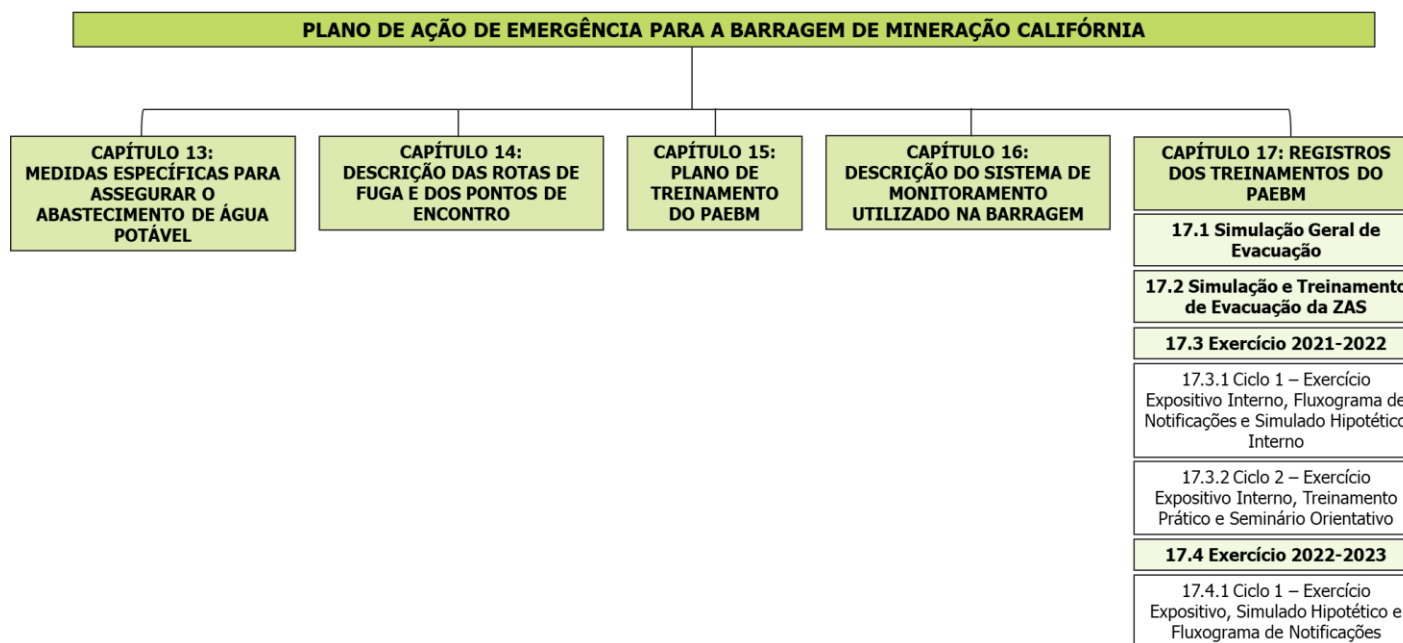 PLANO DE AÇÃO DE EMERGÊNCIA PARA A BARRAGEM DE MINERAÇÃO CALIFÓRNIA
CAPÍTULO 13:
MEDIDAS ESPECÍFICAS PARA
ASSEGURAR O
ABASTECIMENTO DE ÁGUA
POTÁVEL
CAPÍTULO 14:
DESCRIÇÃO DAS ROTAS DE
FUGA E DOS PONTOS DE
ENCONTRO
CAPÍTULO 15:
PLANO DE
TREINAMENTO
DO PAEBM
CAPÍTULO 16:
DESCRIÇÃO DO SISTEMA DE
MONITORAMENTO
UTILIZADO NA BARRAGEM
CAPÍTULO 17: REGISTROS
DOS TREINAMENTOS DO
PAEBM
17.1 Simulação Geral de
Evacuação
17.2 Simulação e Treinamento
de Evacuação da ZAS
17.3 Exercício 2021-2022
17.3.1 Ciclo 1 – Exercício
Expositivo Interno, Fluxograma de
Notificações e Simulado Hipotético
Interno
17.3.2 Ciclo 2 – Exercício
Expositivo Interno, Treinamento
Prático e Seminário Orientativo
17.4 Exercício 2022-2023
17.4.1 Ciclo 1 – Exercício
Expositivo, Simulado Hipotético e
Fluxograma de Notificações